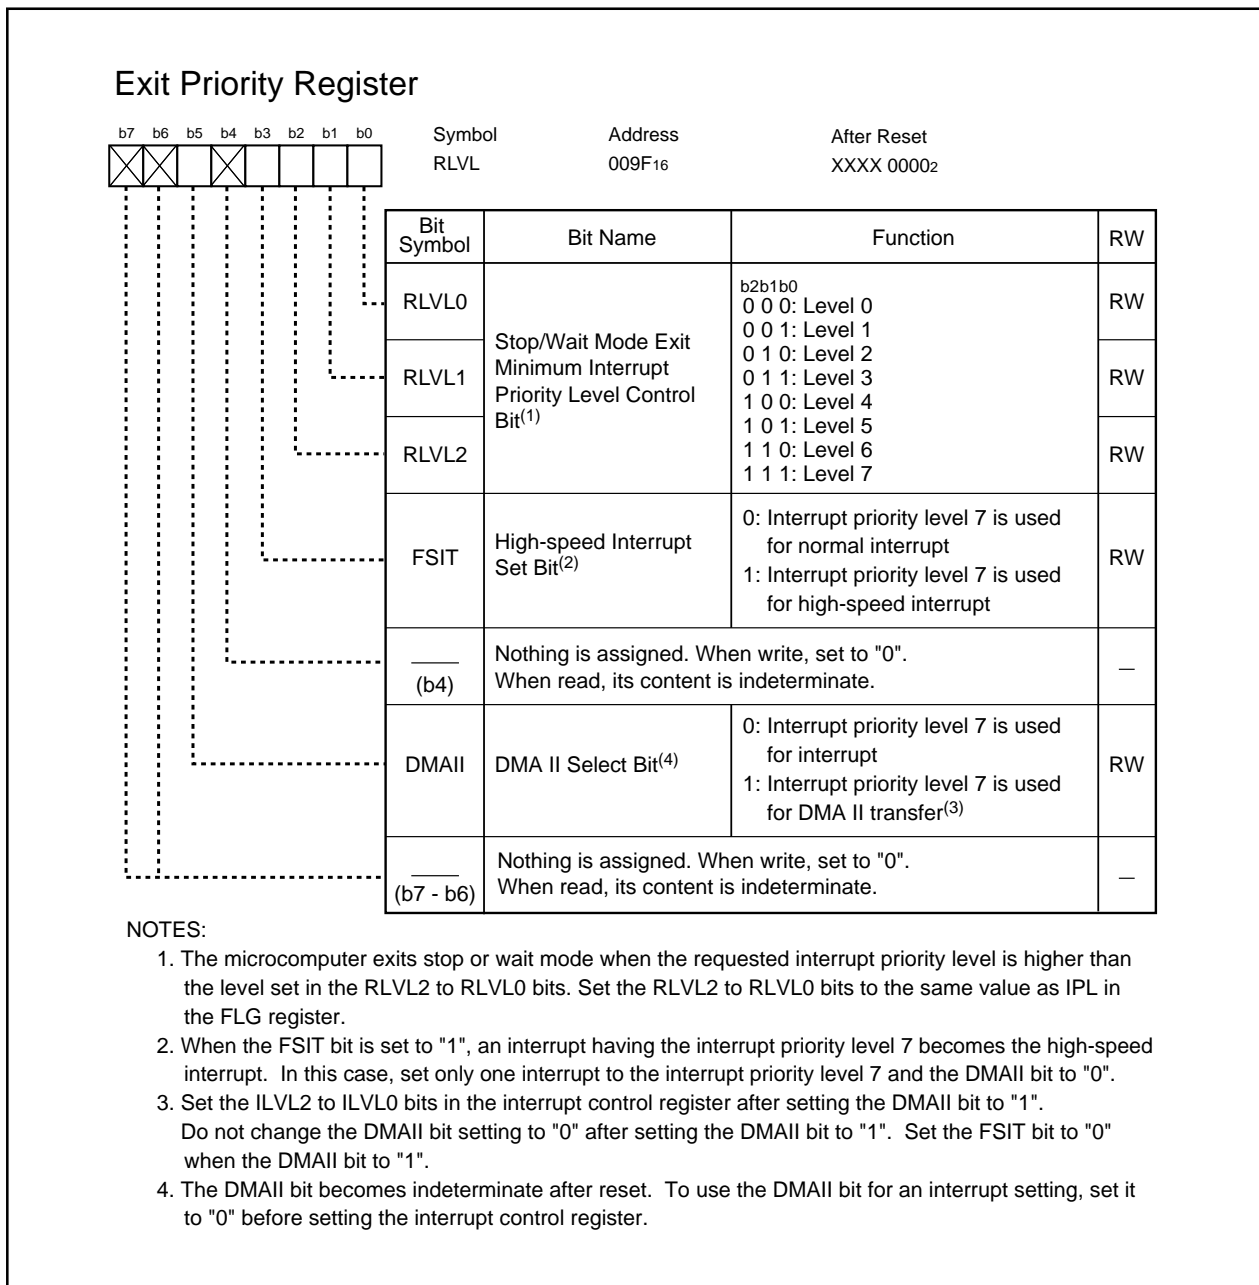 Exit Priority Register
b7 b6 b5 b4 b3 b2 b1 b0
Symbol Address After Reset
RLVL 009F16 XXXX 00002
Bit Symbol Bit Name Function RW
RLVL0 RW
RLVL1 RW
RLVL2 RW
Stop/Wait Mode Exit
Minimum Interrupt
Priority Level Control
Bit(1)
b2b1b0
0 0 0: Level 0
0 0 1: Level 1
0 1 0: Level 2
0 1 1: Level 3
1 0 0: Level 4
1 0 1: Level 5
1 1 0: Level 6
1 1 1: Level 7
FSIT
High-speed Interrupt
Set Bit(2)
0: Interrupt priority level 7 is used
for normal interrupt
1: Interrupt priority level 7 is used
for high-speed interrupt
RW
(b4)
Nothing is assigned. When write, set to "0".
When read, its content is indeterminate.
—
DMAII
DMA II Select Bit(4)
0: Interrupt priority level 7 is used
for interrupt
1: Interrupt priority level 7 is used
for DMA II transfer(3)
RW
(b7 - b6)
Nothing is assigned. When write, set to "0".
When read, its content is indeterminate.
—
NOTES:
1. The microcomputer exits stop or wait mode when the requested interrupt priority level is higher than
the level set in the RLVL2 to RLVL0 bits. Set the RLVL2 to RLVL0 bits to the same value as IPL in
the FLG register.
2. When the FSIT bit is set to "1", an interrupt having the interrupt priority level 7 becomes the high-speed
interrupt. In this case, set only one interrupt to the interrupt priority level 7 and the DMAII bit to "0".
3. Set the ILVL2 to ILVL0 bits in the interrupt control register after setting the DMAII bit to "1".
Do not change the DMAII bit setting to "0" after setting the DMAII bit to "1". Set the FSIT bit to "0"
when the DMAII bit to "1".
4. The DMAII bit becomes indeterminate after reset. To use the DMAII bit for an interrupt setting, set it
to "0" before setting the interrupt control register.